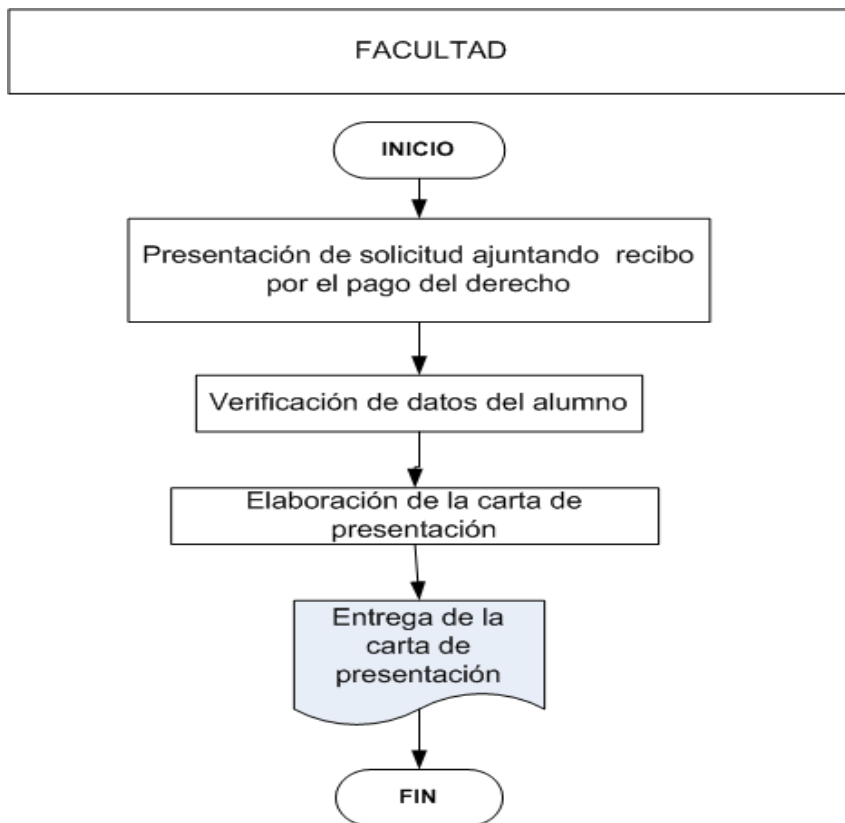 FACULTAD
INICIO
Presentación de solicitud ajuntando recibo
por el pago del derecho
Verificación de datos del alumno
Elaboración de la carta de
presentación
Entrega de la
carta de
presentación
FIN